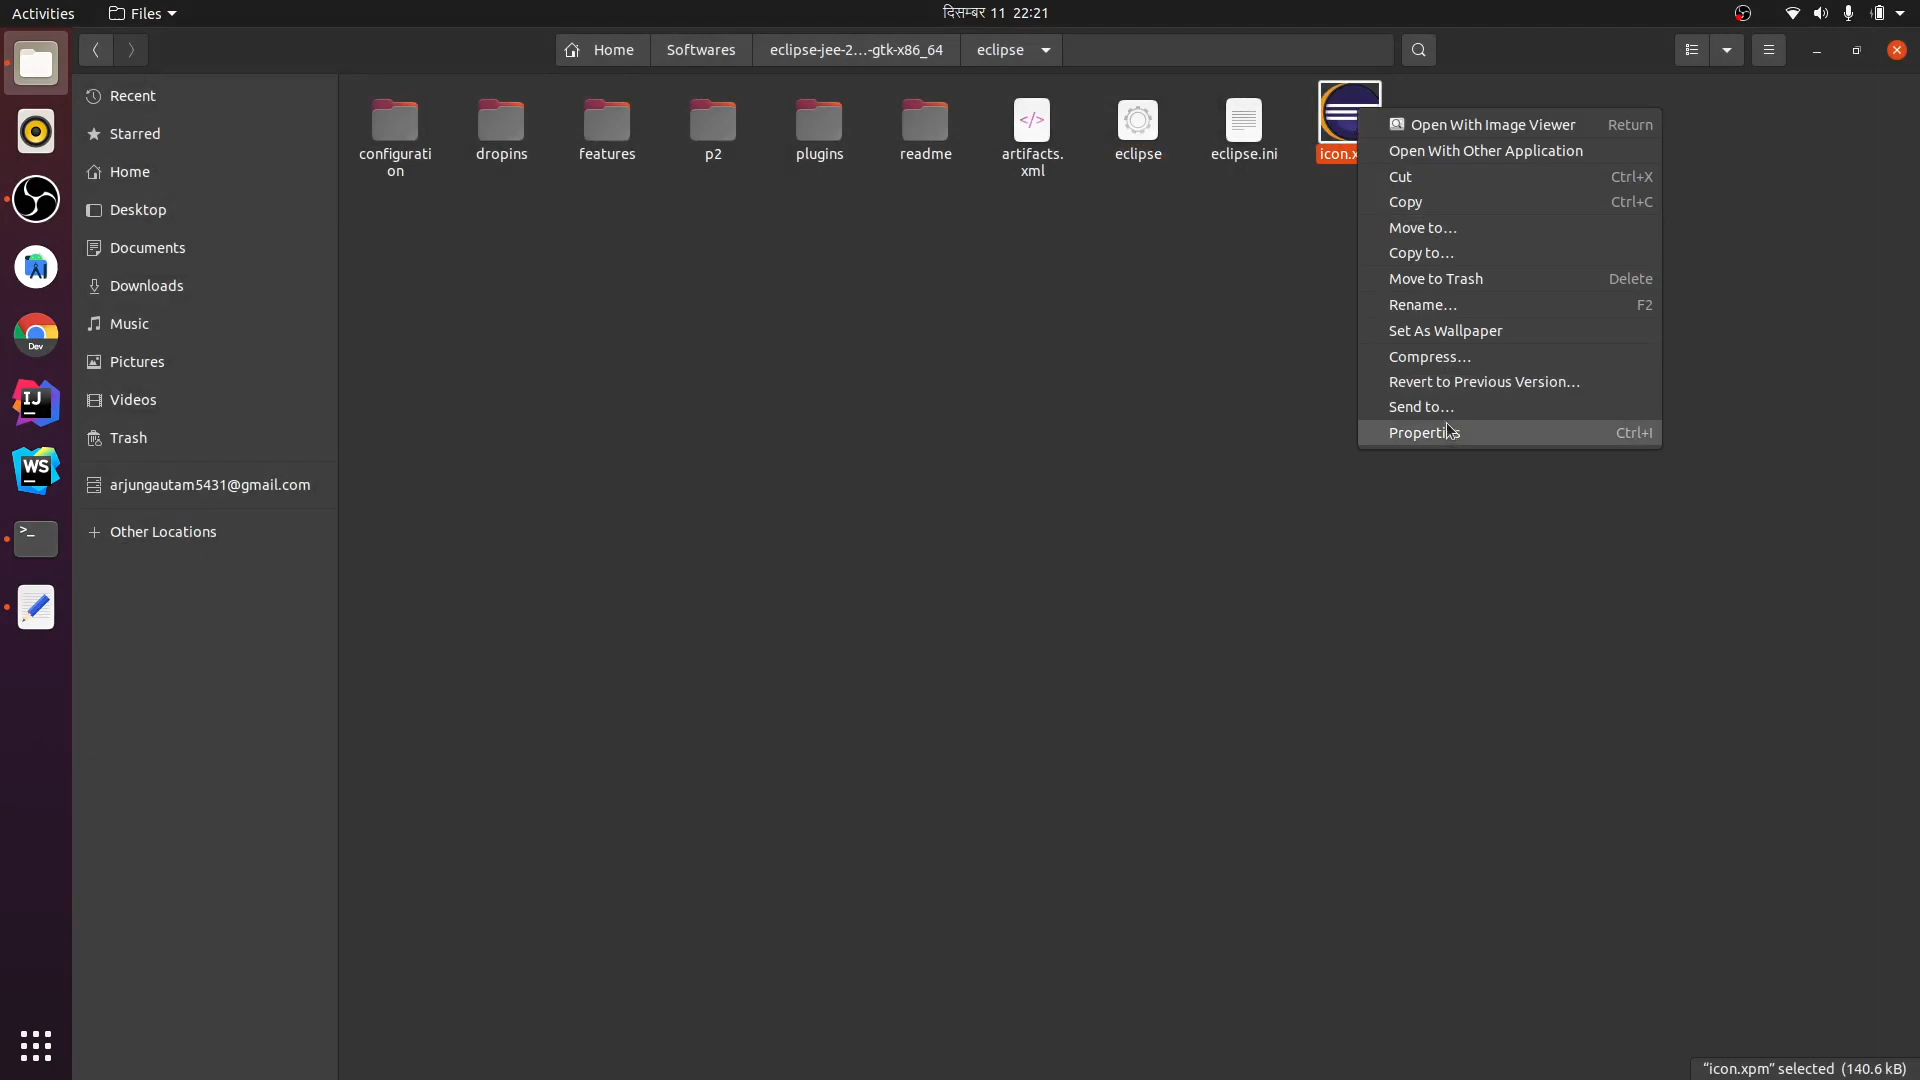 Activities
Files
दिसम्बर 11 22:21
Home
Softwares
eclipse-jee-2...-gtk-x86_64
eclipse
Recent
Starred
Home
Desktop
Documents
Downloads
Music
Pictures
Videos
Trash
arjungautam5431@gmail.com
+ Other Locations
configurati
on
dropins
features
p2
plugins
readme
</>
artifacts.
xml
eclipse
eclipse.ini
icon.x
Open With Image Viewer Return
Open With Other Application
Cut Ctrl+X
Copy Ctrl+C
Move to…
Copy to…
Move to Trash Delete
Rename… F2
Set As Wallpaper
Compress…
Revert to Previous Version…
Send to…
Properties Ctrl+I
Dev
IJ
WS
>_
"icon.xpm" selected (140.6 kB)